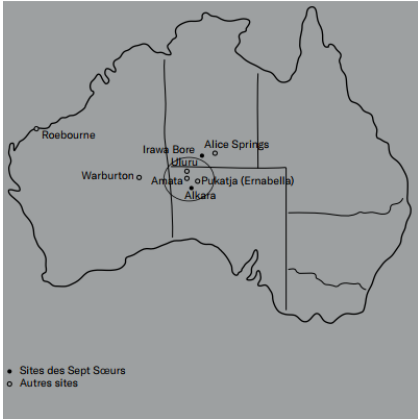 Roebourne
Irawa Bore
Alice Springs
Uluru
Warburton
Amata
Pukatja (Ernabella)
Alkara
Sites des Sept Sœurs
Autres sites